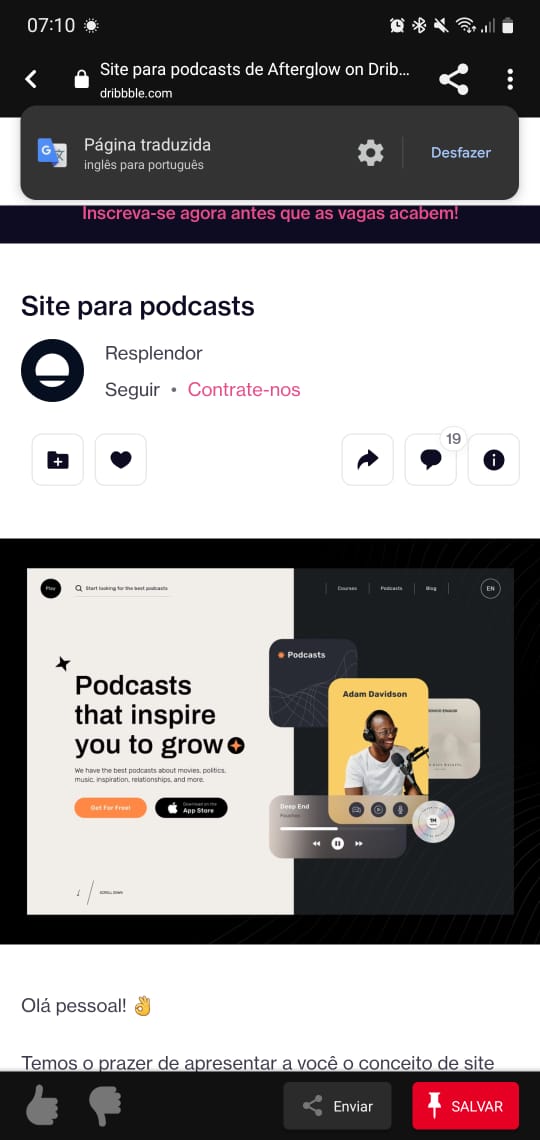 07:10
Site para podcasts de Afterglow on Drib...
dribbble.com
Página traduzida
inglês para português
Desfazer
Inscreva-se agora antes que as vagas acabem!
Site para podcasts
Resplendor
Seguir • Contrate-nos
19
Play
Start looking for the best podcasts
Courses
Podcasts
Blog
EN
Podcasts
that inspire
you to grow
We have the best podcasts about movies, politics,
music, inspiration, relationships, and more.
Get For Free!
Download on the
App Store
SCROLL DOWN
Podcasts
Adam Davidson
Deep End
Foushée
Olá pessoal! 👌
Temos o prazer de apresentar a você o conceito de site
Enviar
SALVAR